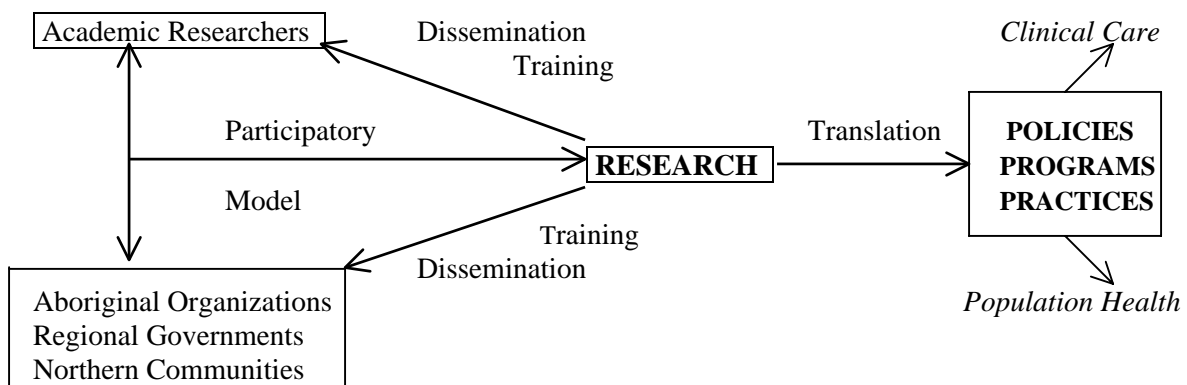 Academic Researchers
Dissemination
Training
Clinical Care
Participatory
Model
RESEARCH
Translation
POLICIES
PROGRAMS
PRACTICES
Training
Dissemination
Population Health
Aboriginal Organizations
Regional Governments
Northern Communities